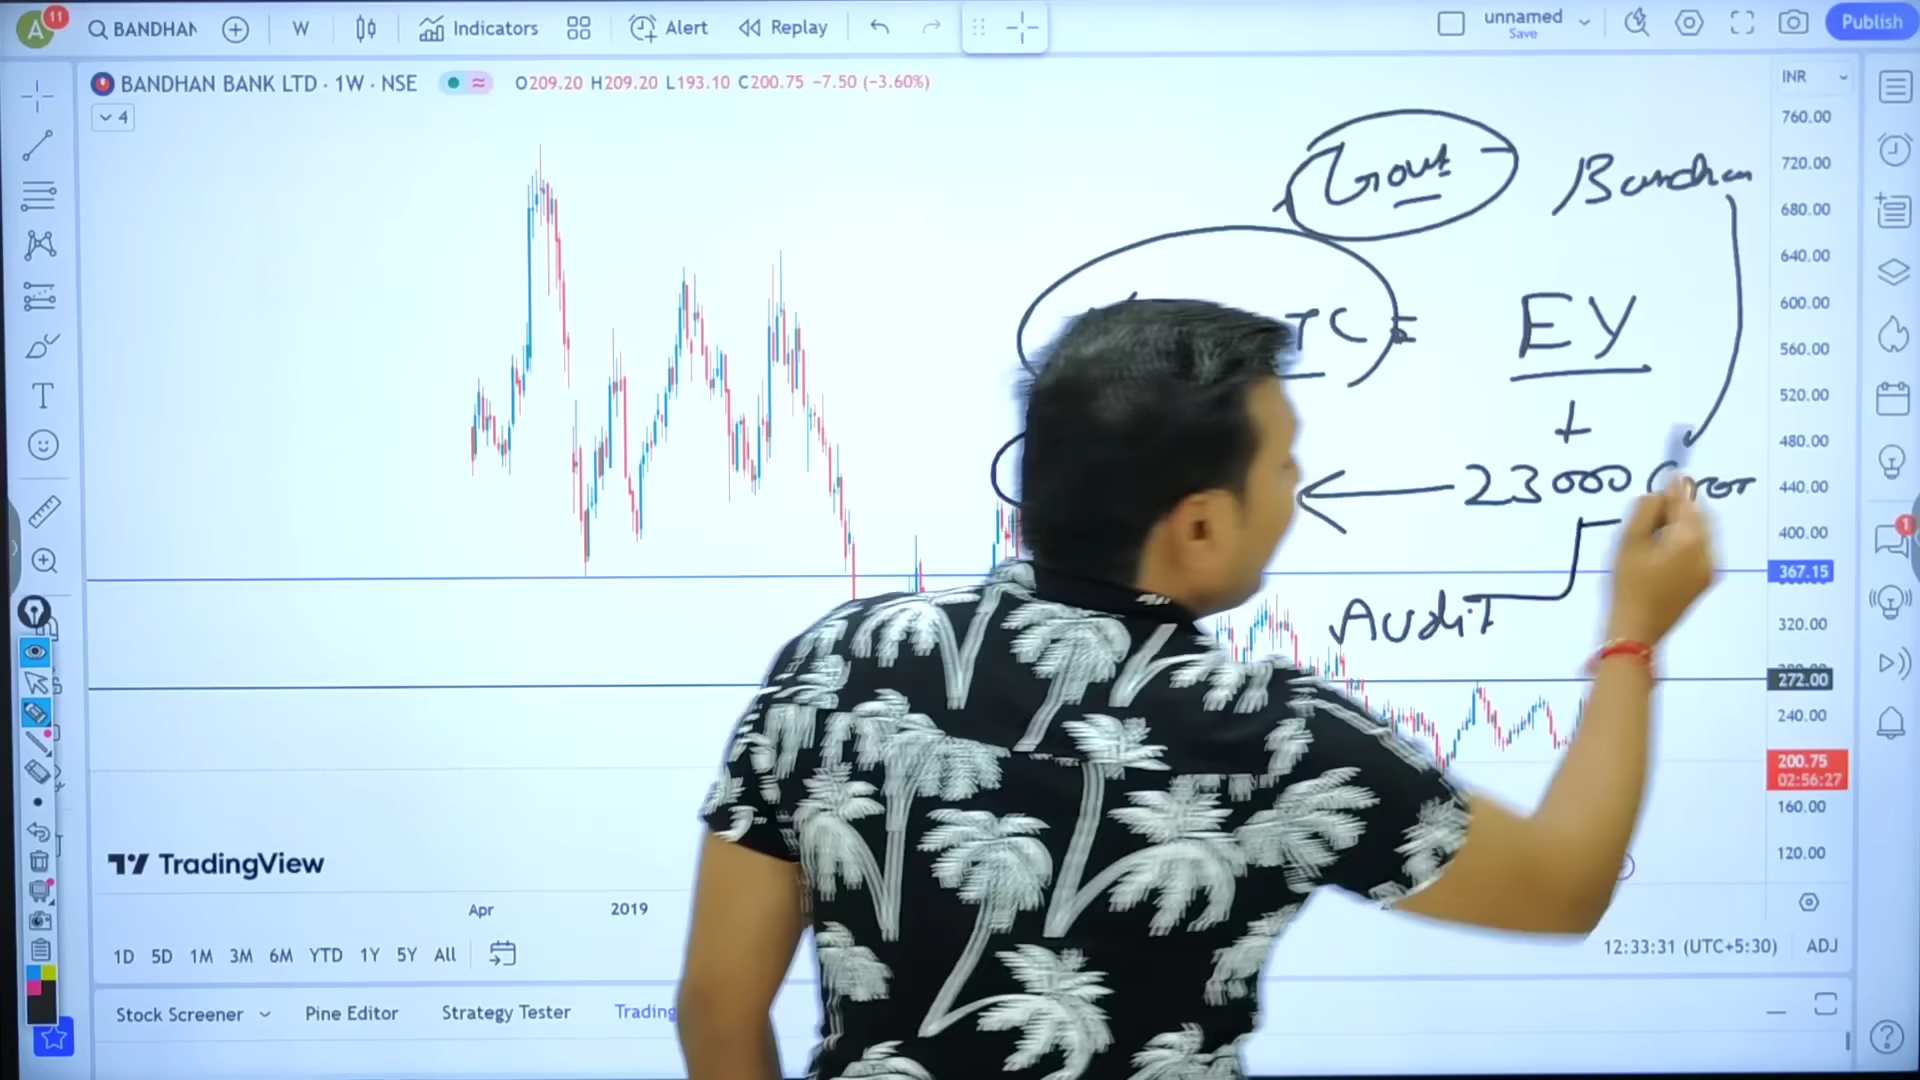 A 11 BANDHAN W Indicators Alert Replay unnamed Save Publish
BANDHAN BANK LTD · 1W · NSE O209.20 H209.20 L193.10 C200.75 −7.50 (−3.60%) INR
4
760.00
720.00
680.00
640.00
600.00
560.00
520.00
480.00
440.00
400.00
367.15
320.00
272.00
240.00
200.75
02:56:27
160.00
120.00
Govt Bandhan
TC = EY
+
23000 Cror
Audit
1
TradingView
Apr 2019
1D 5D 1M 3M 6M YTD 1Y 5Y All 12:33:31 (UTC+5:30) ADJ
Stock Screener Pine Editor Strategy Tester Trading